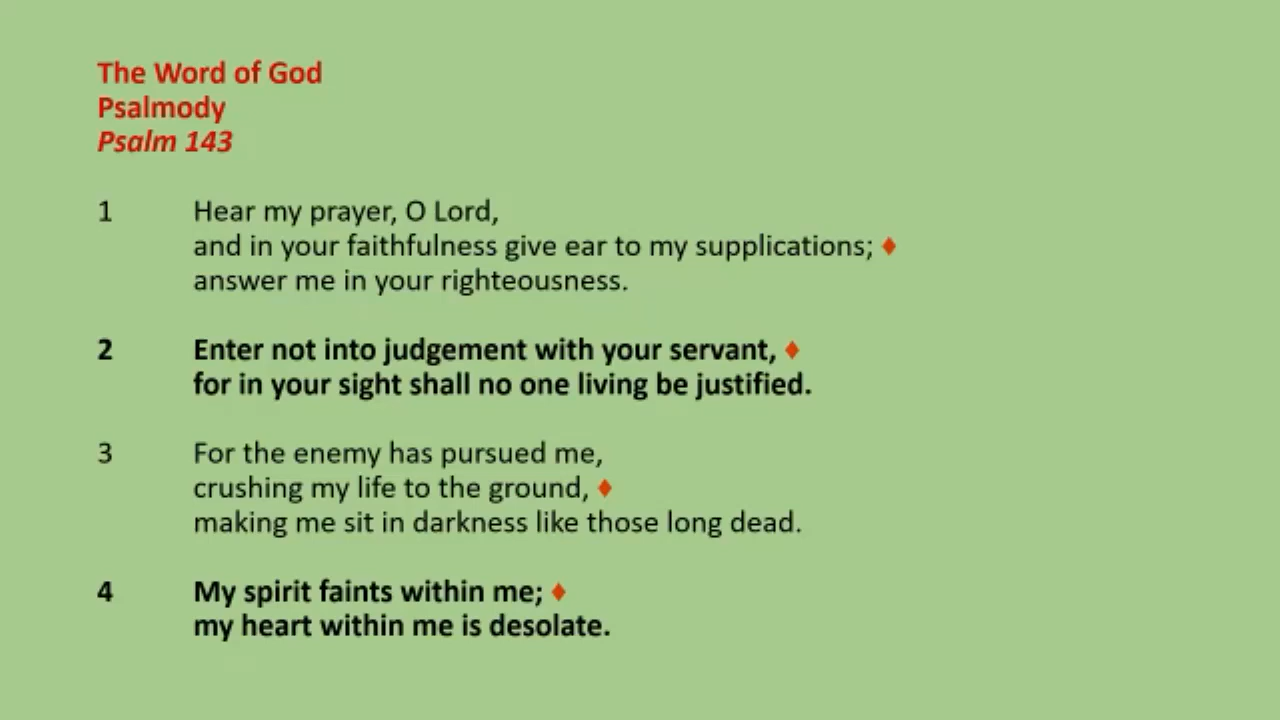 The Word of God
Psalmody
Psalm 143
1 Hear my prayer, O Lord,
and in your faithfulness give ear to my supplications; ♦
answer me in your righteousness.
2 Enter not into judgement with your servant, ♦
for in your sight shall no one living be justified.
3 For the enemy has pursued me,
crushing my life to the ground, ♦
making me sit in darkness like those long dead.
4 My spirit faints within me; ♦
my heart within me is desolate.